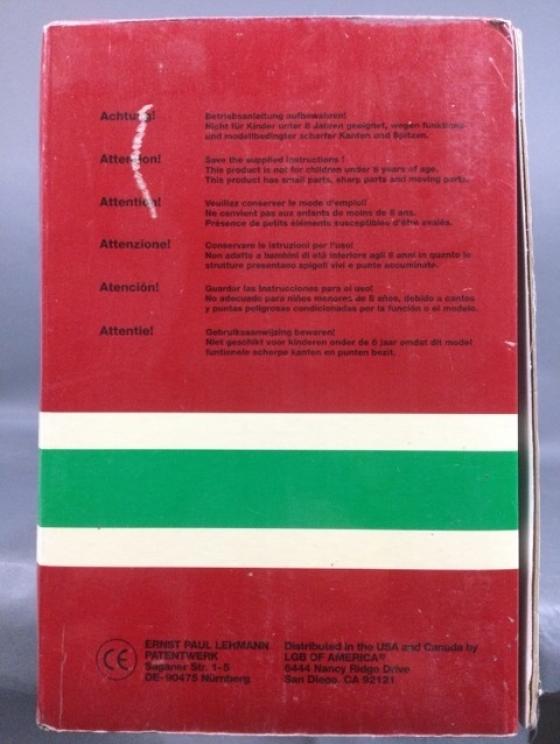 Achtung!
Betriebsanleitung aufbewahren!
Nicht für Kinder unter 8 Jahren geeignet, wegen funktions-
und modellbedingter scharfer Kanten und Spitzen.
Attention!
Save the supplied instructions !
This product is not for children under 8 years of age.
This product has small parts, sharp parts and moving parts.
Attention!
Veuillez conserver le mode d'emploi!
Ne convient pas aux enfants de moins de 8 ans.
Présence de petits éléments susceptibles d'être avalés.
Attenzione!
Conservare le istruzioni per l'uso!
Non adatto a bambini di età inferiore agli 8 anni in quanto le
strutture presentano spigoli vivi e punte accuminate.
Atención!
Guardar las instrucciones para el uso!
No adecuado para niños menores de 8 años, debido a cantos
y puntas peligrosas condicionadas por la función o el modelo.
Attentie!
Gebruiksaanwijzing bewaren!
Niet geschikt voor kinderen onder de 8 jaar omdat dit model
funtionele scherpe kanten en punten bezit.
CE
ERNST PAUL LEHMANN
PATENTWERK
Saganer Str. 1-5
DE-90475 Nürnberg
Distributed in the USA and Canada by
LGB OF AMERICA®
6444 Nancy Ridge Drive
San Diego, CA 92121